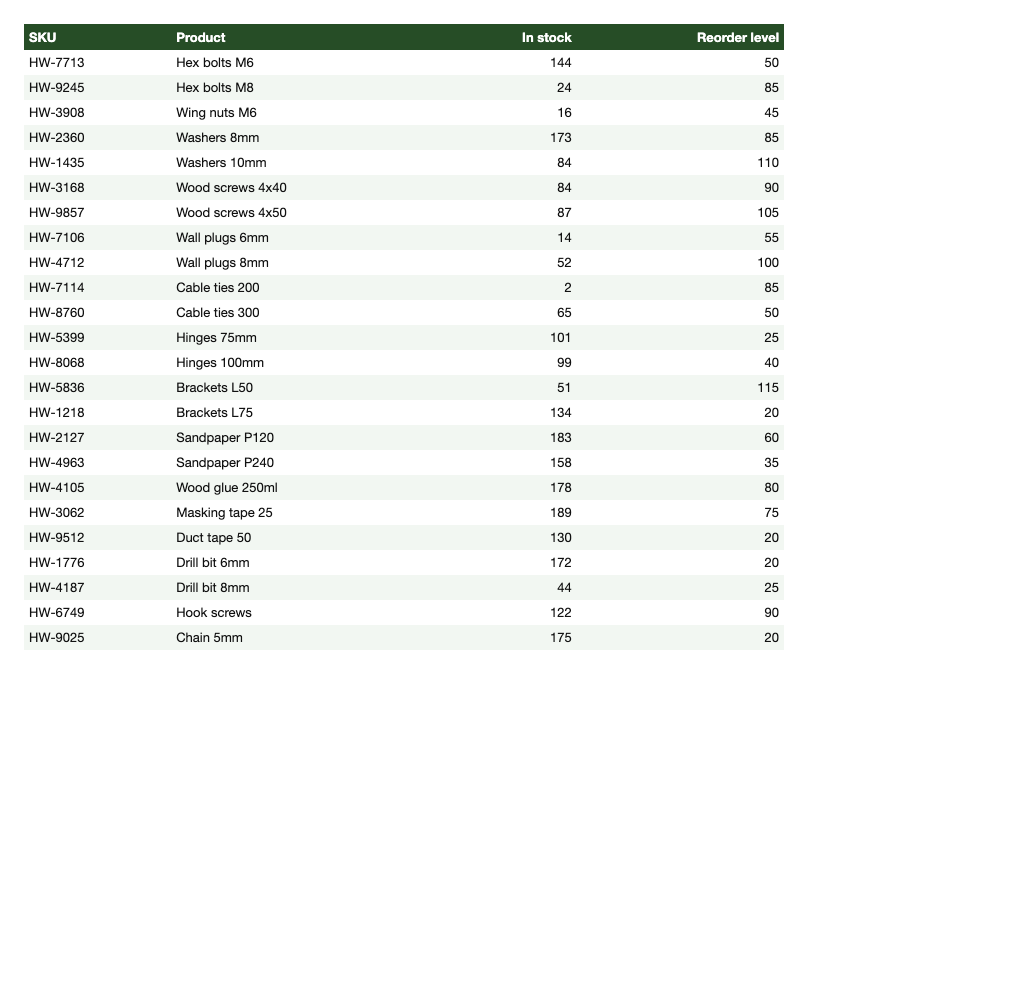 SKU Product In stock Reorder level
HW-7713 Hex bolts M6 144 50
HW-9245 Hex bolts M8 24 85
HW-3908 Wing nuts M6 16 45
HW-2360 Washers 8mm 173 85
HW-1435 Washers 10mm 84 110
HW-3168 Wood screws 4x40 84 90
HW-9857 Wood screws 4x50 87 105
HW-7106 Wall plugs 6mm 14 55
HW-4712 Wall plugs 8mm 52 100
HW-7114 Cable ties 200 2 85
HW-8760 Cable ties 300 65 50
HW-5399 Hinges 75mm 101 25
HW-8068 Hinges 100mm 99 40
HW-5836 Brackets L50 51 115
HW-1218 Brackets L75 134 20
HW-2127 Sandpaper P120 183 60
HW-4963 Sandpaper P240 158 35
HW-4105 Wood glue 250ml 178 80
HW-3062 Masking tape 25 189 75
HW-9512 Duct tape 50 130 20
HW-1776 Drill bit 6mm 172 20
HW-4187 Drill bit 8mm 44 25
HW-6749 Hook screws 122 90
HW-9025 Chain 5mm 175 20